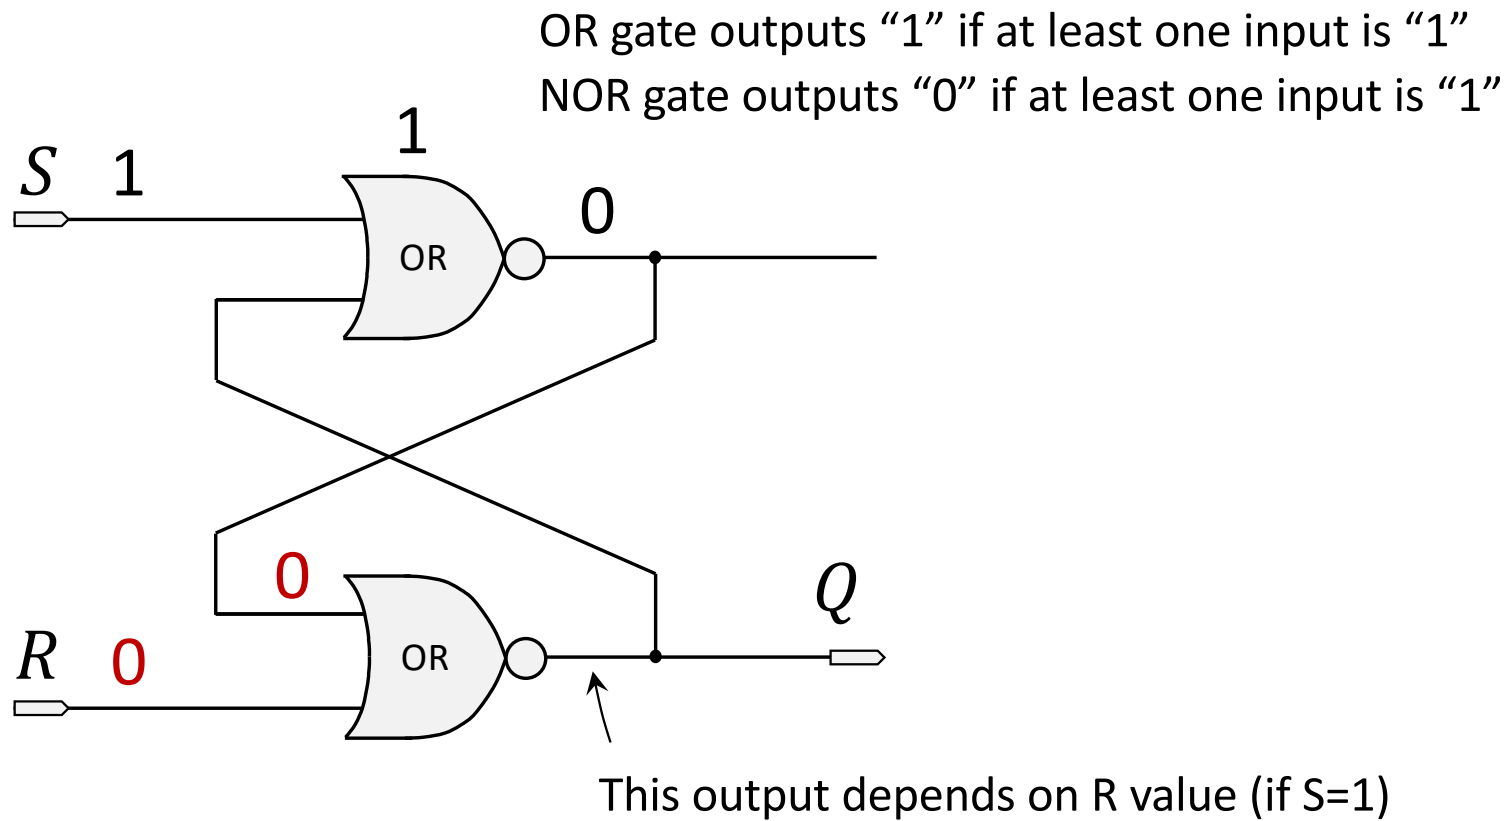 OR gate outputs “1” if at least one input is “1”
NOR gate outputs “0” if at least one input is “1”
1
S 1
0
OR
0
Q
R 0
OR
This output depends on R value (if S=1)